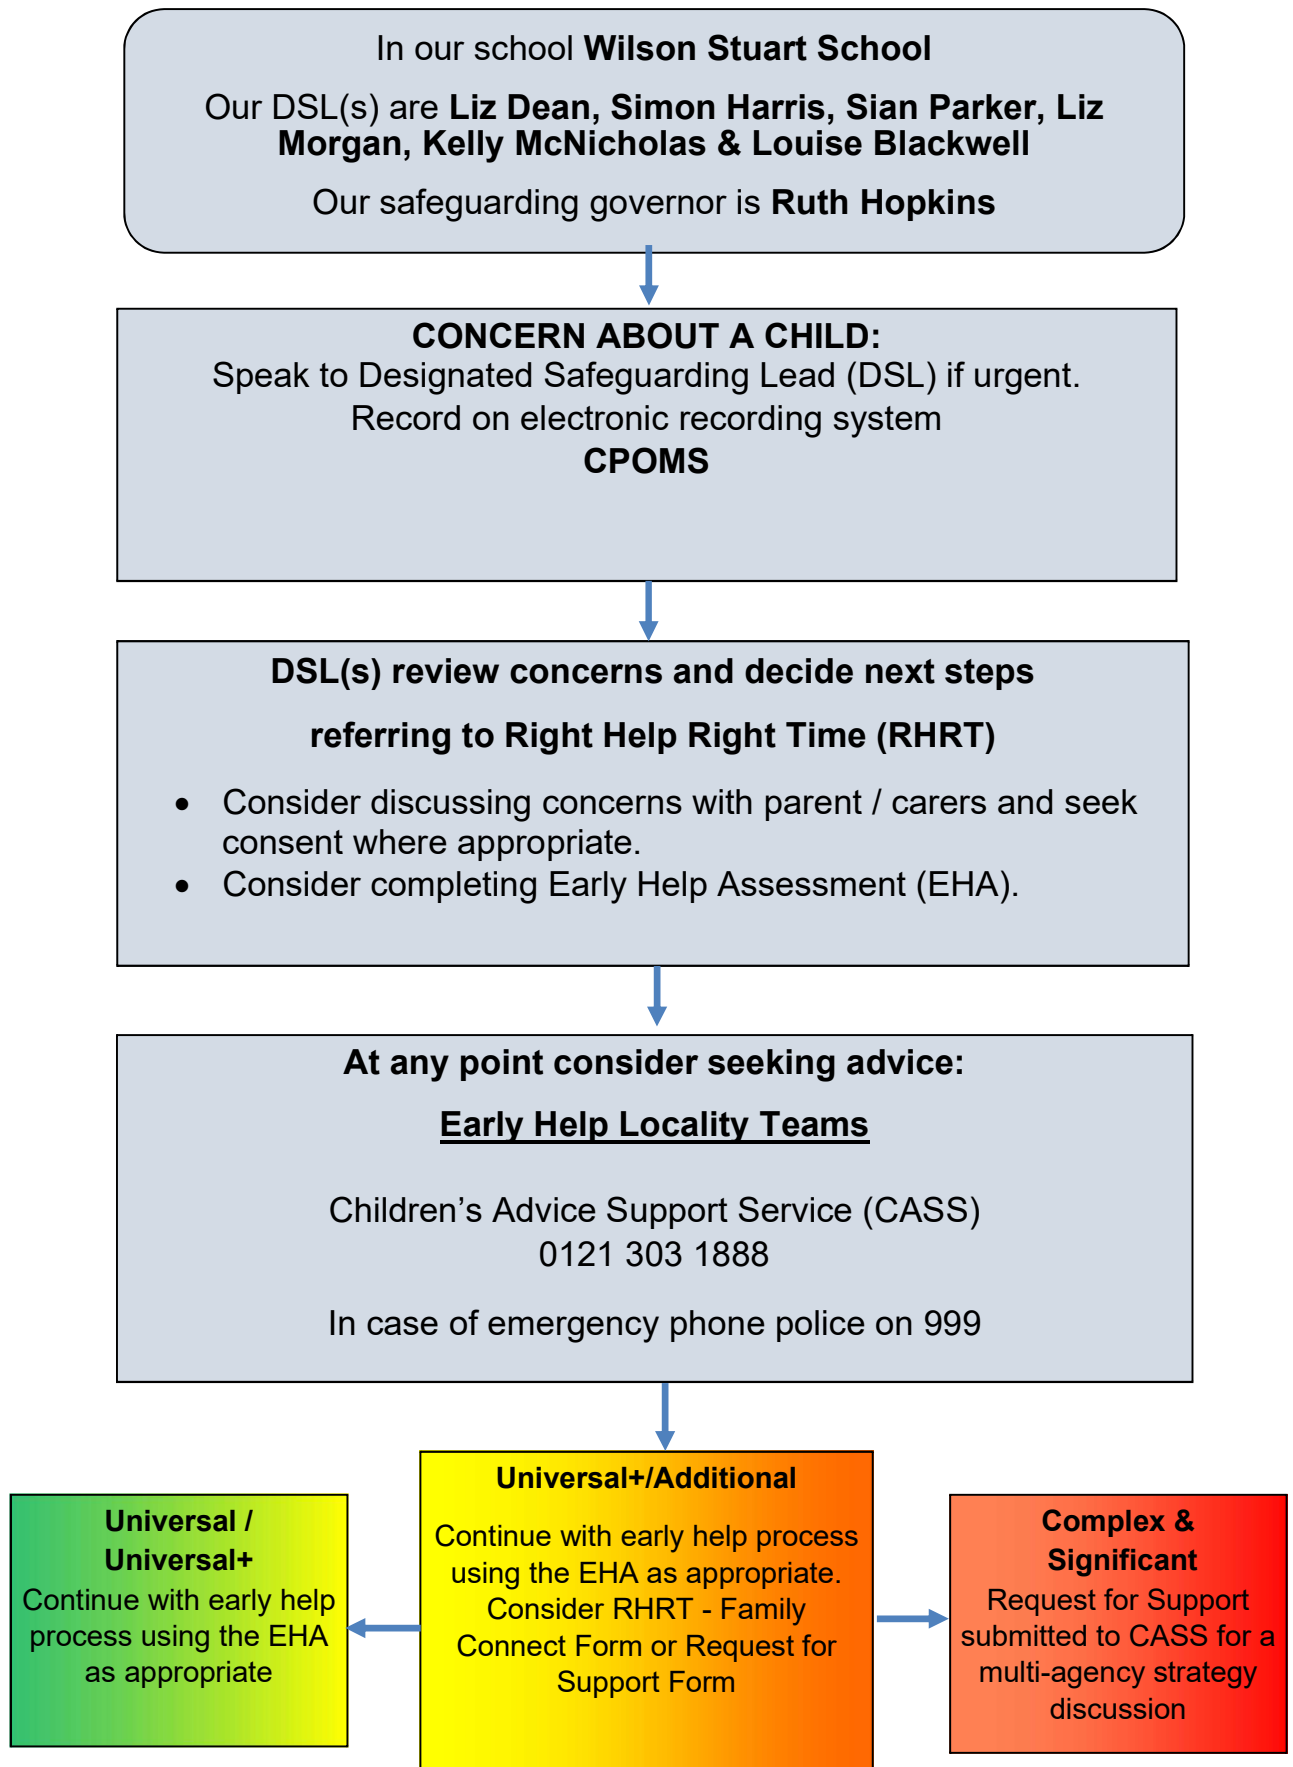 In our school Wilson Stuart School
Our DSL(s) are Liz Dean, Simon Harris, Sian Parker, Liz
Morgan, Kelly McNicholas & Louise Blackwell
Our safeguarding governor is Ruth Hopkins
CONCERN ABOUT A CHILD:
Speak to Designated Safeguarding Lead (DSL) if urgent.
Record on electronic recording system
CPOMS
DSL(s) review concerns and decide next steps
referring to Right Help Right Time (RHRT)
• Consider discussing concerns with parent / carers and seek
consent where appropriate.
• Consider completing Early Help Assessment (EHA).
At any point consider seeking advice:
Early Help Locality Teams
Children’s Advice Support Service (CASS)
0121 303 1888
In case of emergency phone police on 999
Universal /
Universal+
Continue with early help
process using the EHA
as appropriate
Universal+/Additional
Continue with early help process
using the EHA as appropriate.
Consider RHRT - Family
Connect Form or Request for
Support Form
Complex &
Significant
Request for Support
submitted to CASS for a
multi-agency strategy
discussion